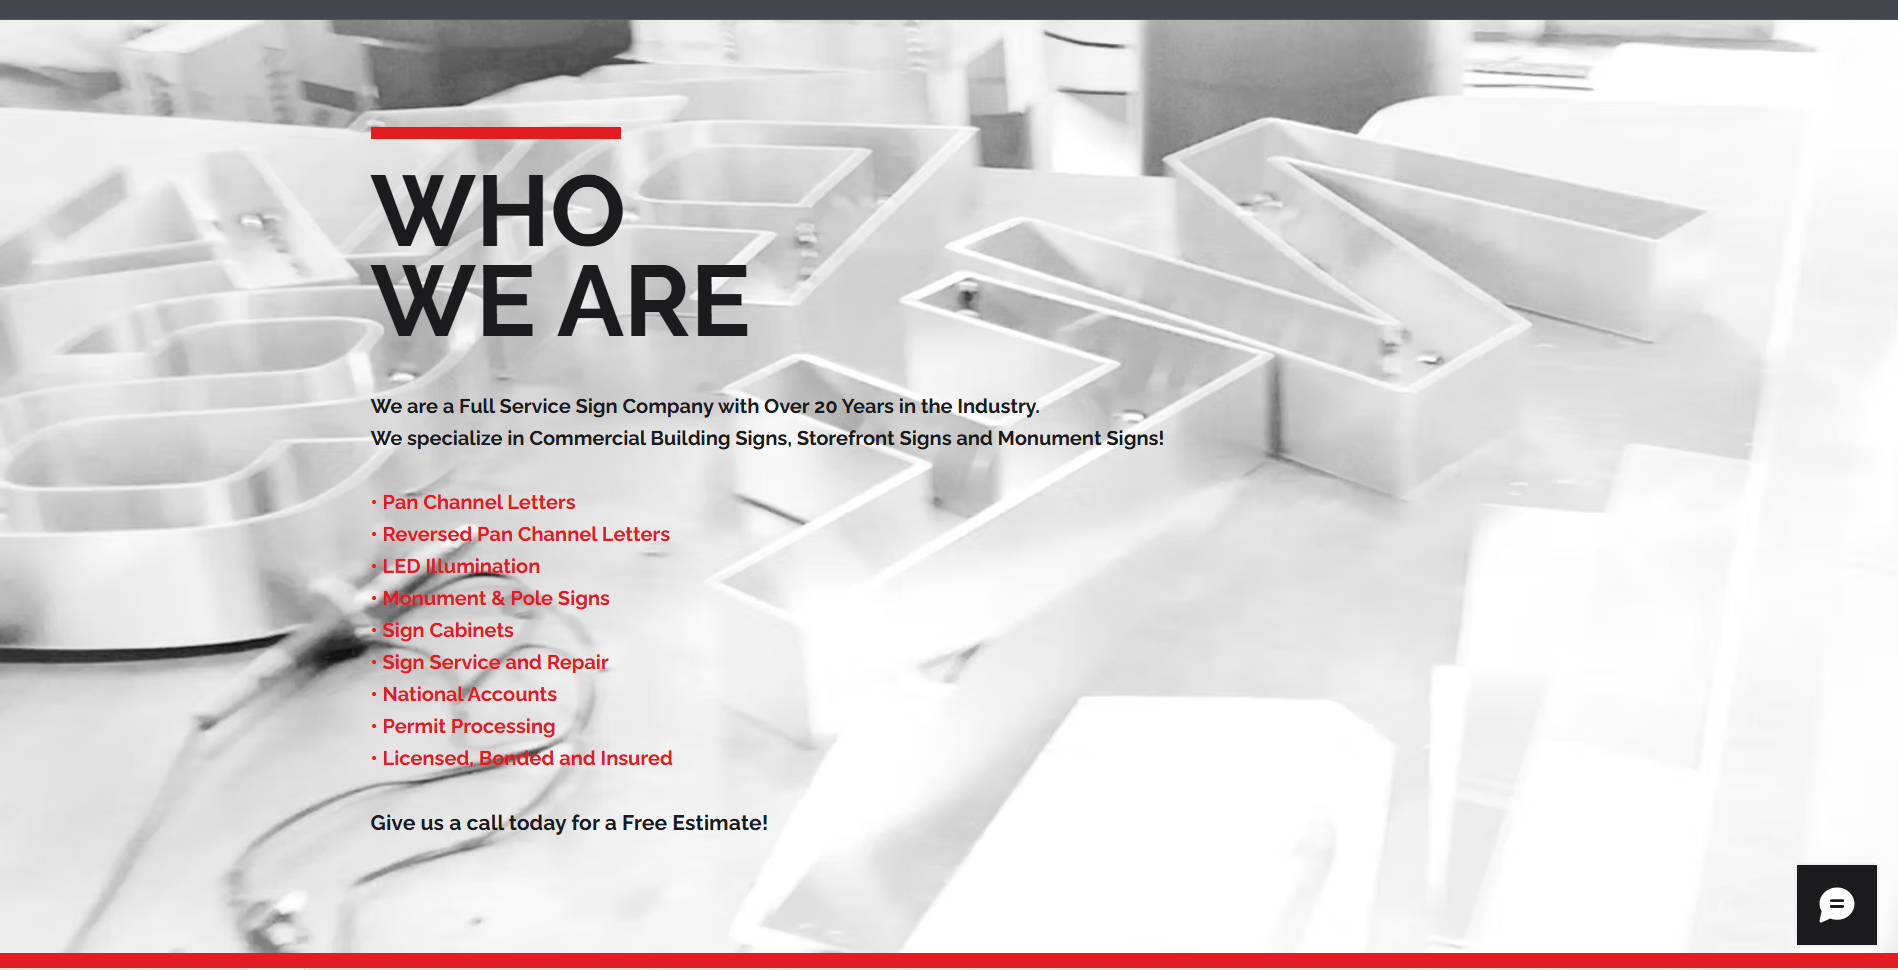 WHO
WE ARE
We are a Full Service Sign Company with Over 20 Years in the Industry.
We specialize in Commercial Building Signs, Storefront Signs and Monument Signs!
• Pan Channel Letters
• Reversed Pan Channel Letters
• LED Illumination
• Monument & Pole Signs
• Sign Cabinets
• Sign Service and Repair
• National Accounts
• Permit Processing
• Licensed, Bonded and Insured
Give us a call today for a Free Estimate!